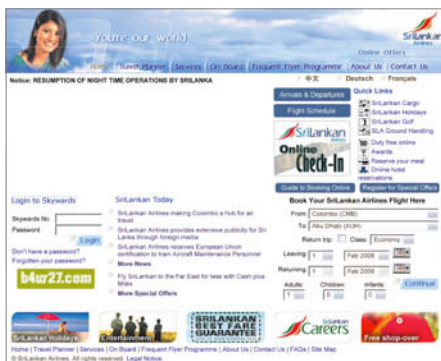 You're our world
SriLankan
Airlines
Online Offers
Home | Travel Planner | Services | On Board | Frequent Flyer Programme | About Us | Contact Us
Notice: RESUMPTION OF NIGHT TIME OPERATIONS BY SRILANKA
中文 Deutsch Français
Arrivals & Departures
Flight Schedule
SriLankan
Airlines
Online
Check-In
Quick Links
SriLankan Cargo
SriLankan Holidays
SriLankan Golf
SLA Ground Handling
Duty free online
Awards
Reserve your meal
Online hotel
reservations
Guide to Booking Online
Register for Special Offers
Login to Skywards
Skywards No
Password
Login
Don't have a password?
Forgotten your password?
b4ur27.com
SriLankan Today
SriLankan Airlines making Colombo a hub for air
travel
SriLankan Airlines provides extensive publicity for Sri
Lanka through foreign media
SriLankan Airlines receives European Union
certification to train Aircraft Maintenance Personnel
More News
Fly SriLankan to the Far East for less with Cash plus
Miles
More Special Offers
Book Your SriLankan Airlines Flight Here
From: Colombo (CMB)
To: Abu Dhabi (AUH)
Return trip: Class: Economy
Leaving 1 Feb 2008
Returning 1 Feb 2008
Adults Children Infants
1 0 0 Continue
SriLankan Holidays
Entertainment
SRILANKAN
BEST FARE
GUARANTEE
SriLankan
Careers
Free shop-over
Home | Travel Planner | Services | On Board | Frequent Flyer Programme | About Us | Contact Us | FAQs | Site Map
© SriLankan Airlines. All rights reserved. Legal Notice.